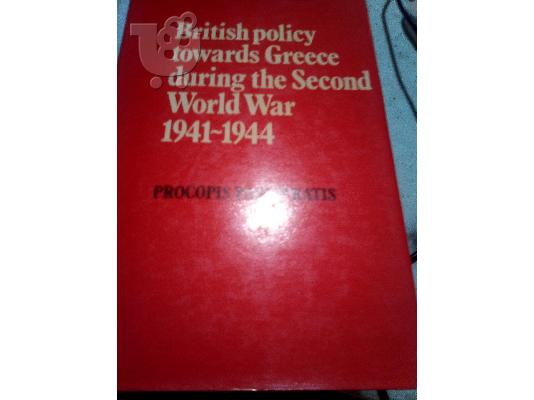 British policy
towards Greece
during the Second
World War
1941-1944
PROCOPIS